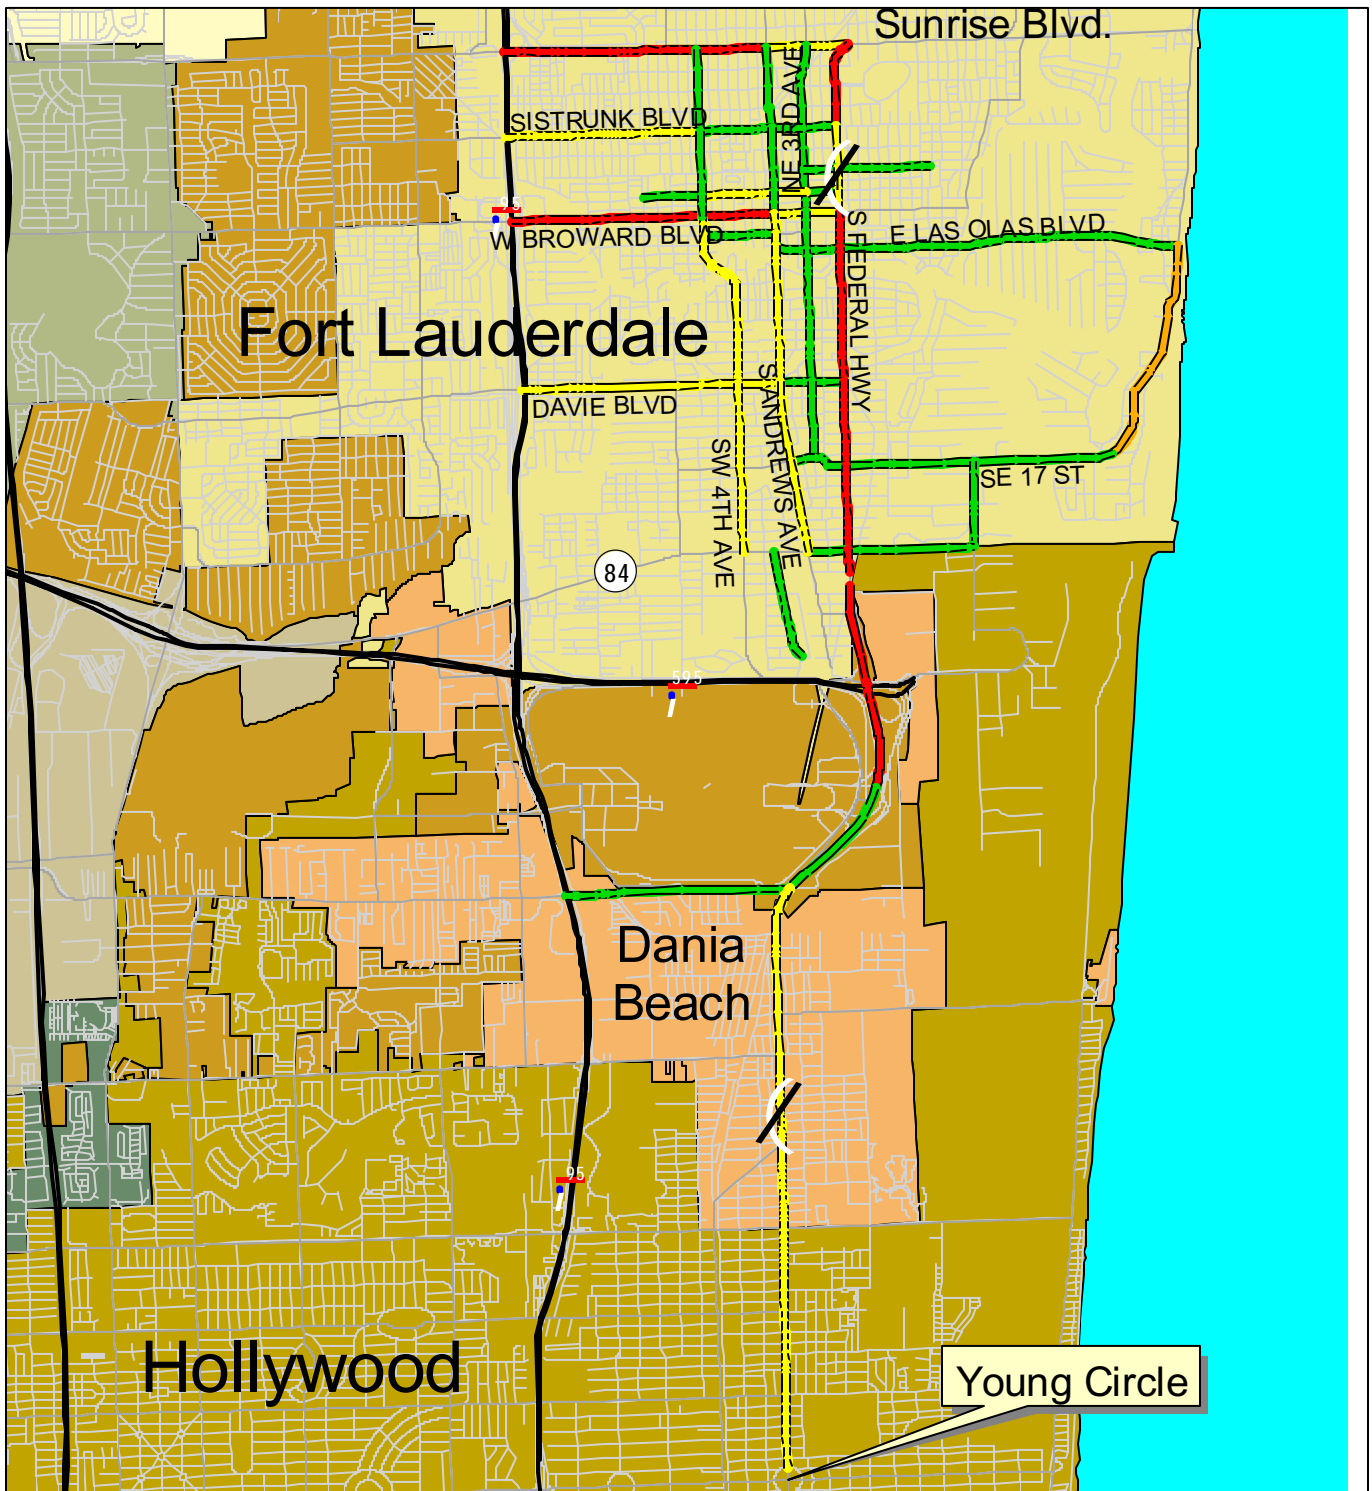 Sunrise Blvd.
SISTRUNK BLVD
NE 3RD AVE
95
W BROWARD BLVD
E LAS OLAS BLVD
S FEDERAL HWY
Fort Lauderdale
DAVIE BLVD
S ANDREWS AVE
SW 4TH AVE
SE 17 ST
84
595
Dania
Beach
95
Hollywood
Young Circle